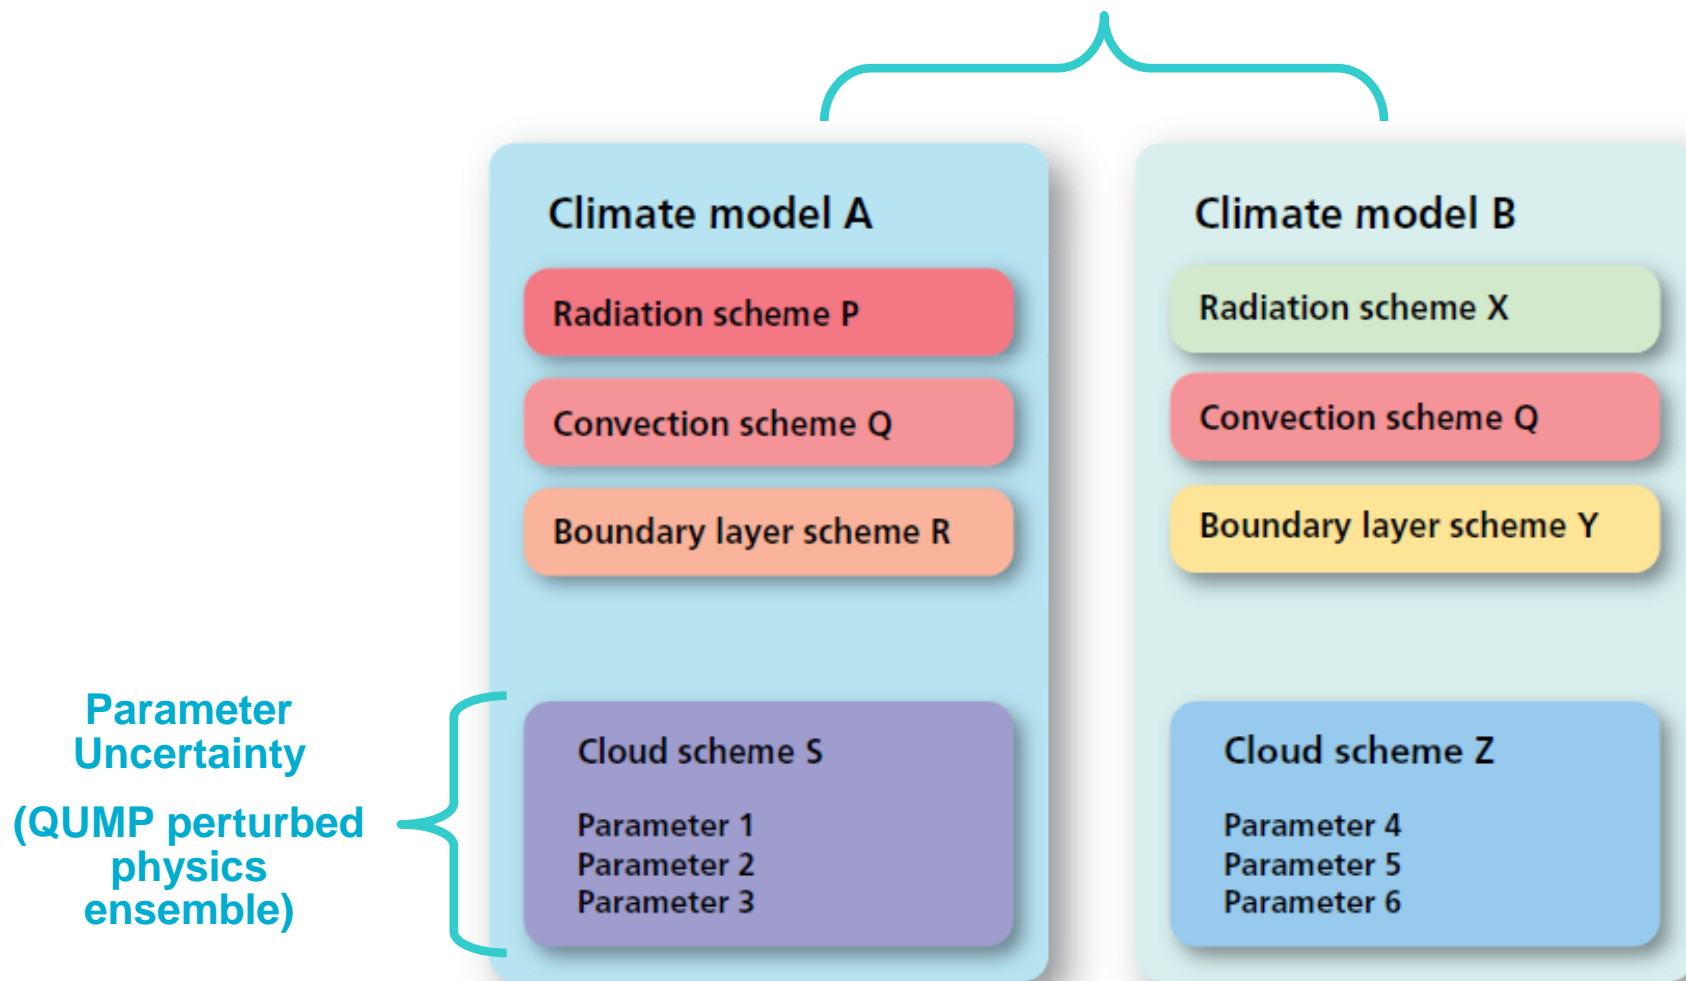 Climate model A
Radiation scheme P
Convection scheme Q
Boundary layer scheme R
Cloud scheme S
Parameter 1
Parameter 2
Parameter 3
Climate model B
Radiation scheme X
Convection scheme Q
Boundary layer scheme Y
Cloud scheme Z
Parameter 4
Parameter 5
Parameter 6
Parameter
Uncertainty
(QUMP perturbed
physics
ensemble)